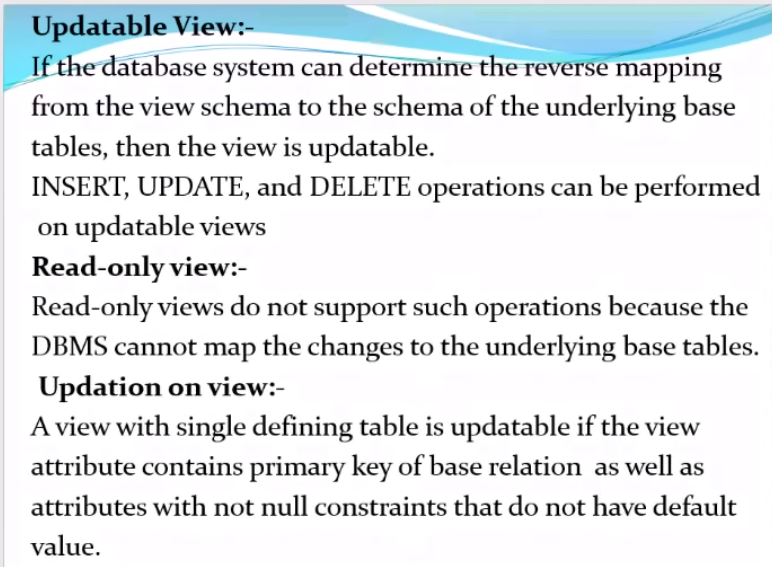 Updatable View:-
If the database system can determine the reverse mapping
from the view schema to the schema of the underlying base
tables, then the view is updatable.
INSERT, UPDATE, and DELETE operations can be performed
on updatable views
Read-only view:-
Read-only views do not support such operations because the
DBMS cannot map the changes to the underlying base tables.
Updation on view:-
A view with single defining table is updatable if the view
attribute contains primary key of base relation as well as
attributes with not null constraints that do not have default
value.